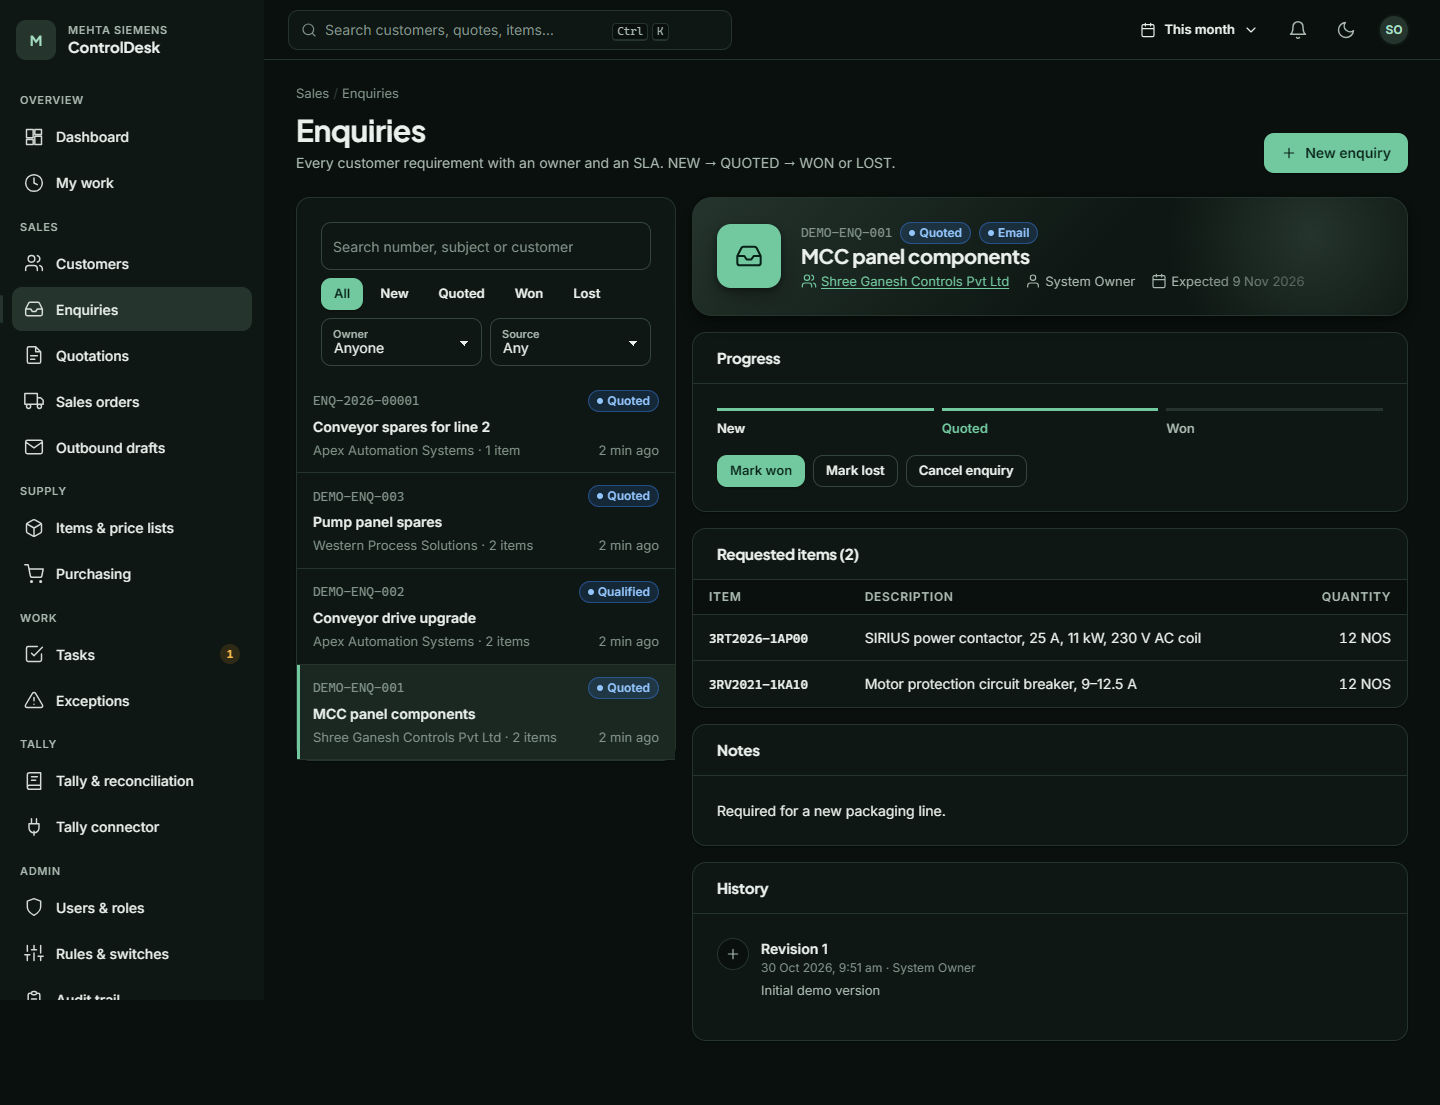 M
MEHTA SIEMENS
ControlDesk
OVERVIEW
Dashboard
My work
SALES
Customers
Enquiries
Quotations
Sales orders
Outbound drafts
SUPPLY
Items & price lists
Purchasing
WORK
Tasks 1
Exceptions
TALLY
Tally & reconciliation
Tally connector
ADMIN
Users & roles
Rules & switches
Audit trail
Search customers, quotes, items... Ctrl K
This month
SO
Sales / Enquiries
Enquiries
Every customer requirement with an owner and an SLA. NEW → QUOTED → WON or LOST.
+ New enquiry
Search number, subject or customer
All New Quoted Won Lost
Owner
Anyone
Source
Any
ENQ-2026-00001 Quoted
Conveyor spares for line 2
Apex Automation Systems · 1 item 2 min ago
DEMO-ENQ-003 Quoted
Pump panel spares
Western Process Solutions · 2 items 2 min ago
DEMO-ENQ-002 Qualified
Conveyor drive upgrade
Apex Automation Systems · 2 items 2 min ago
DEMO-ENQ-001 Quoted
MCC panel components
Shree Ganesh Controls Pvt Ltd · 2 items 2 min ago
DEMO-ENQ-001 Quoted Email
MCC panel components
Shree Ganesh Controls Pvt Ltd System Owner Expected 9 Nov 2026
Progress
New Quoted Won
Mark won Mark lost Cancel enquiry
Requested items (2)
ITEM DESCRIPTION QUANTITY
3RT2026-1AP00 SIRIUS power contactor, 25 A, 11 kW, 230 V AC coil 12 NOS
3RV2021-1KA10 Motor protection circuit breaker, 9–12.5 A 12 NOS
Notes
Required for a new packaging line.
History
Revision 1
30 Oct 2026, 9:51 am · System Owner
Initial demo version